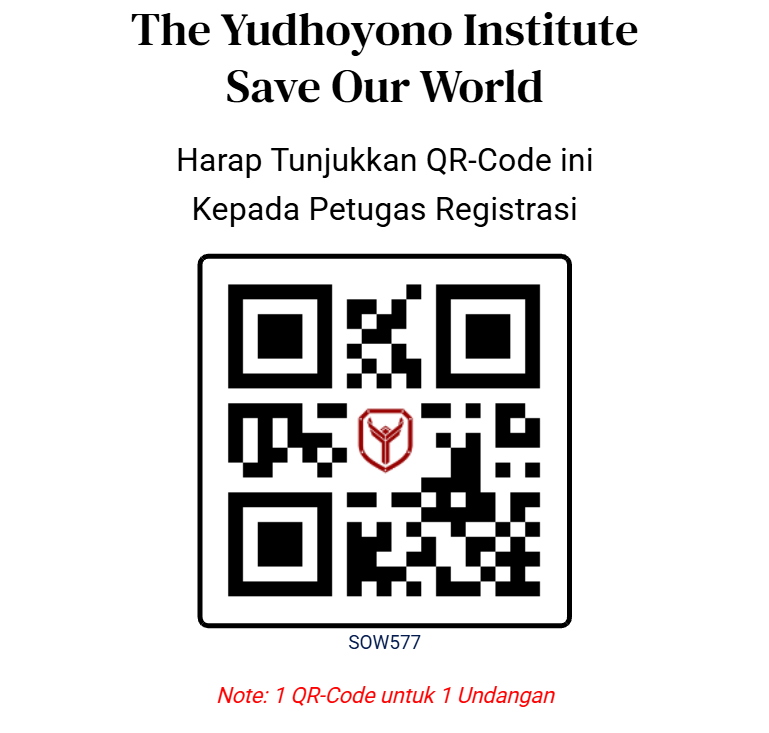 The Yudhoyono Institute
Save Our World
Harap Tunjukkan QR-Code ini
Kepada Petugas Registrasi
SOW577
Note: 1 QR-Code untuk 1 Undangan